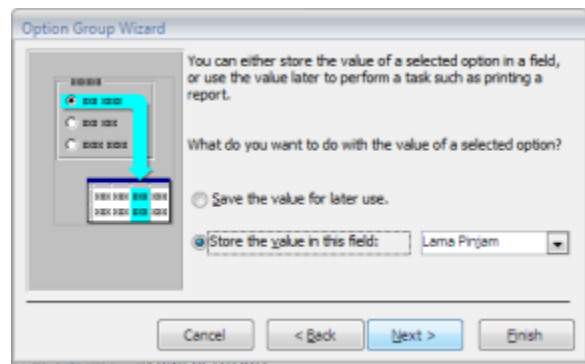 Option Group Wizard
You can either store the value of a selected option in a field,
or use the value later to perform a task such as printing a
report.
What do you want to do with the value of a selected option?
Save the value for later use.
Store the value in this field:
Lama Pinjam
Cancel
< Back
Next >
Finish